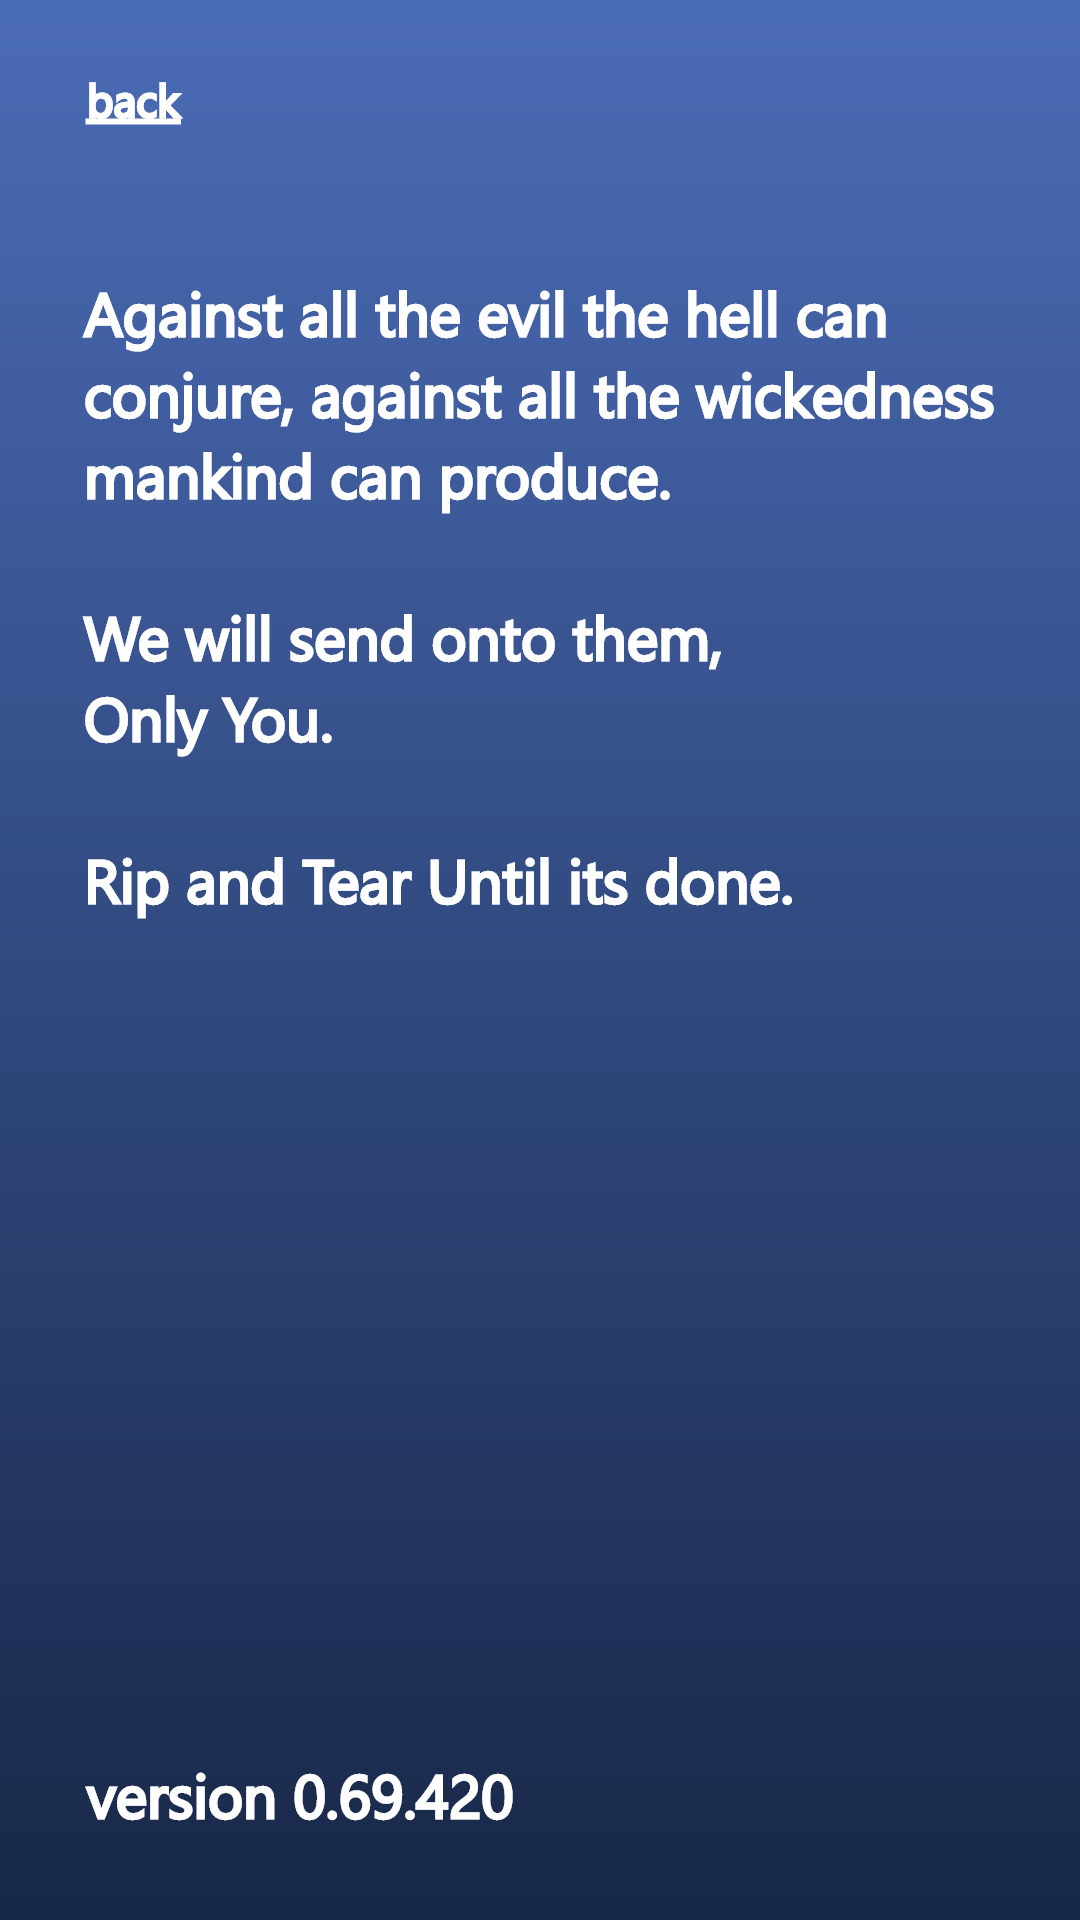 back
Against all the evil the hell can
conjure, against all the wickedness
mankind can produce.
We will send onto them,
Only You.
Rip and Tear Until its done.
version 0.69.420